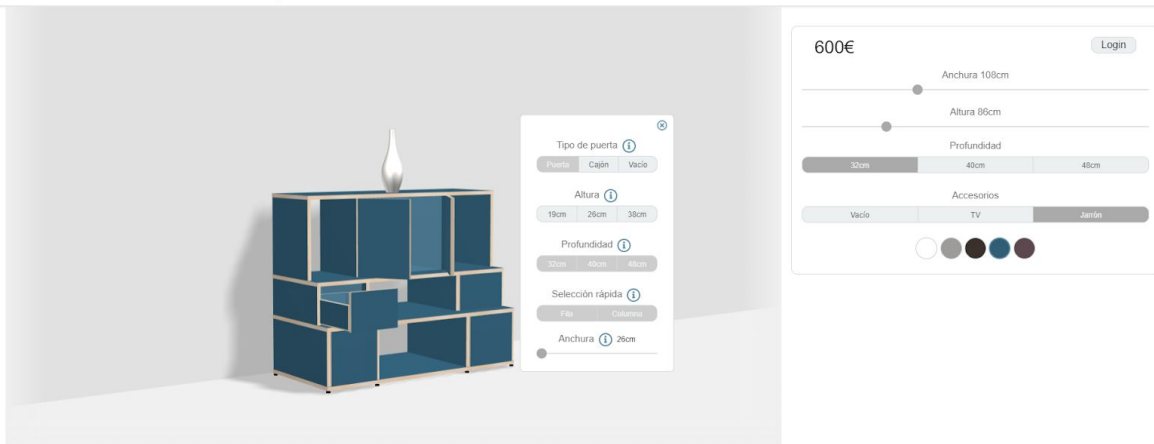 Tipo de puerta
Puerta Cajón Vacío
Altura
19cm 26cm 38cm
Profundidad
32cm 40cm 48cm
Selección rápida
Fila Columna
Anchura 26cm
600€ Login
Anchura 108cm
Altura 86cm
Profundidad
32cm 40cm 48cm
Accesorios
Vacío TV Jarrón